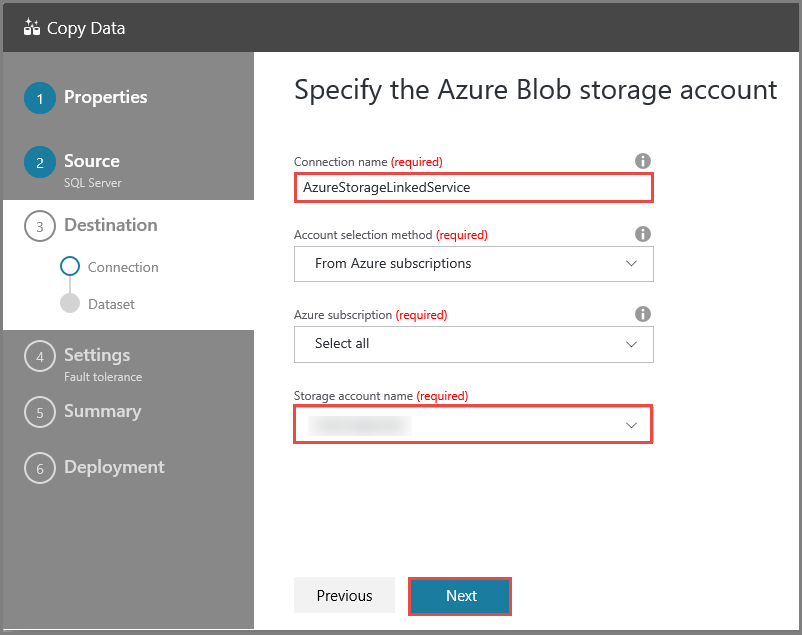 Copy Data
1 Properties
2 Source
SQL Server
3 Destination
Connection
Dataset
4 Settings
Fault tolerance
5 Summary
6 Deployment
Specify the Azure Blob storage account
Connection name (required)
AzureStorageLinkedService
Account selection method (required)
From Azure subscriptions
Azure subscription (required)
Select all
Storage account name (required)
Previous
Next